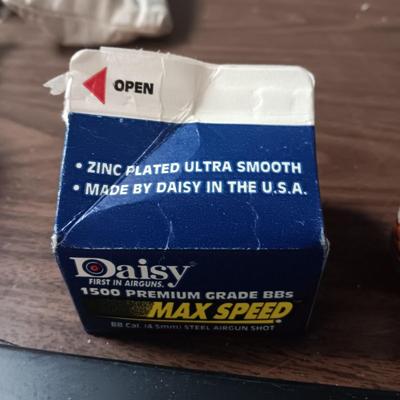 OPEN
• ZINC PLATED ULTRA SMOOTH
• MADE BY DAISY IN THE U.S.A.
Daisy
FIRST IN AIRGUNS.
1500 PREMIUM GRADE BBs
MAX SPEED
BB Cal. (4.5mm) STEEL AIRGUN SHOT